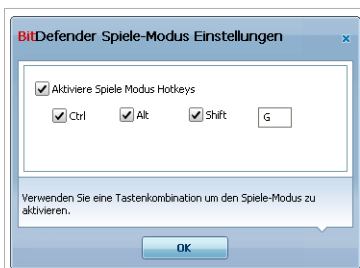 BitDefender Spiele-Modus Einstellungen
Aktiviere Spiele Modus Hotkeys
Ctrl Alt Shift G
Verwenden Sie eine Tastenkombination um den Spiele-Modus zu
aktivieren.
OK